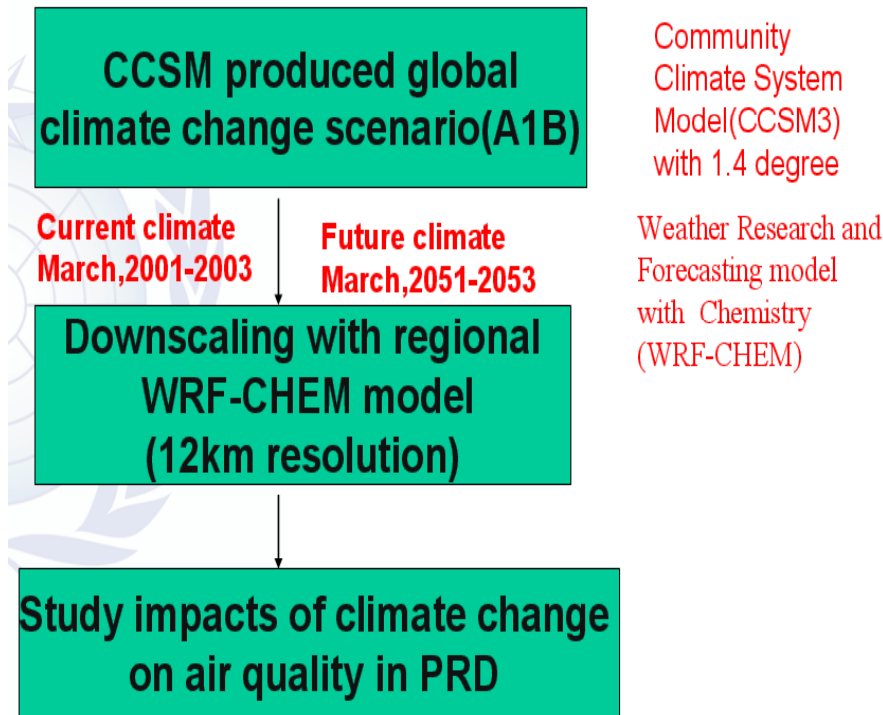 CCSM produced global
climate change scenario(A1B)
Community
Climate System
Model(CCSM3)
with 1.4 degree
Current climate
March,2001-2003
Future climate
March,2051-2053
Weather Research and
Forecasting model
with Chemistry
(WRF-CHEM)
Downscaling with regional
WRF-CHEM model
(12km resolution)
Study impacts of climate change
on air quality in PRD